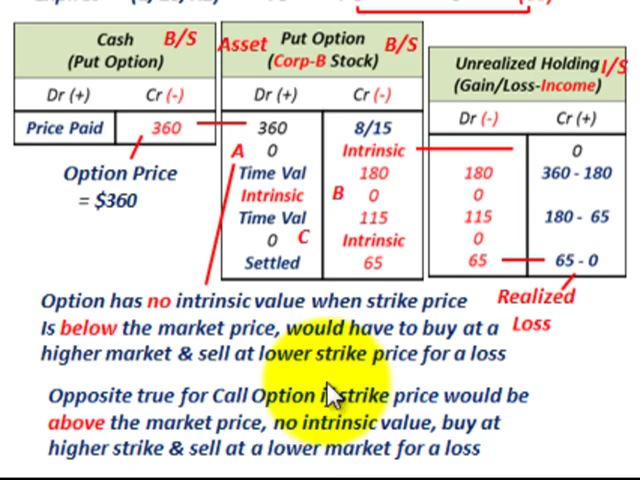 Cash B/S
(Put Option)
Dr (+) Cr (-)
Price Paid 360
Option Price
= $360
Asset Put Option B/S
(Corp-B Stock)
Dr (+) Cr (-)
360 8/15
A 0 Intrinsic
Time Val 180
Intrinsic B 0
Time Val 115
0 C Intrinsic
Settled 65
Unrealized Holding I/S
(Gain/Loss-Income)
Dr (-) Cr (+)
0
180 360 - 180
0
115 180 - 65
0
65 65 - 0
Realized
Loss
Option has no intrinsic value when strike price
Is below the market price, would have to buy at a
higher market & sell at lower strike price for a loss
Opposite true for Call Option strike price would be
above the market price, no intrinsic value, buy at
higher strike & sell at a lower market for a loss